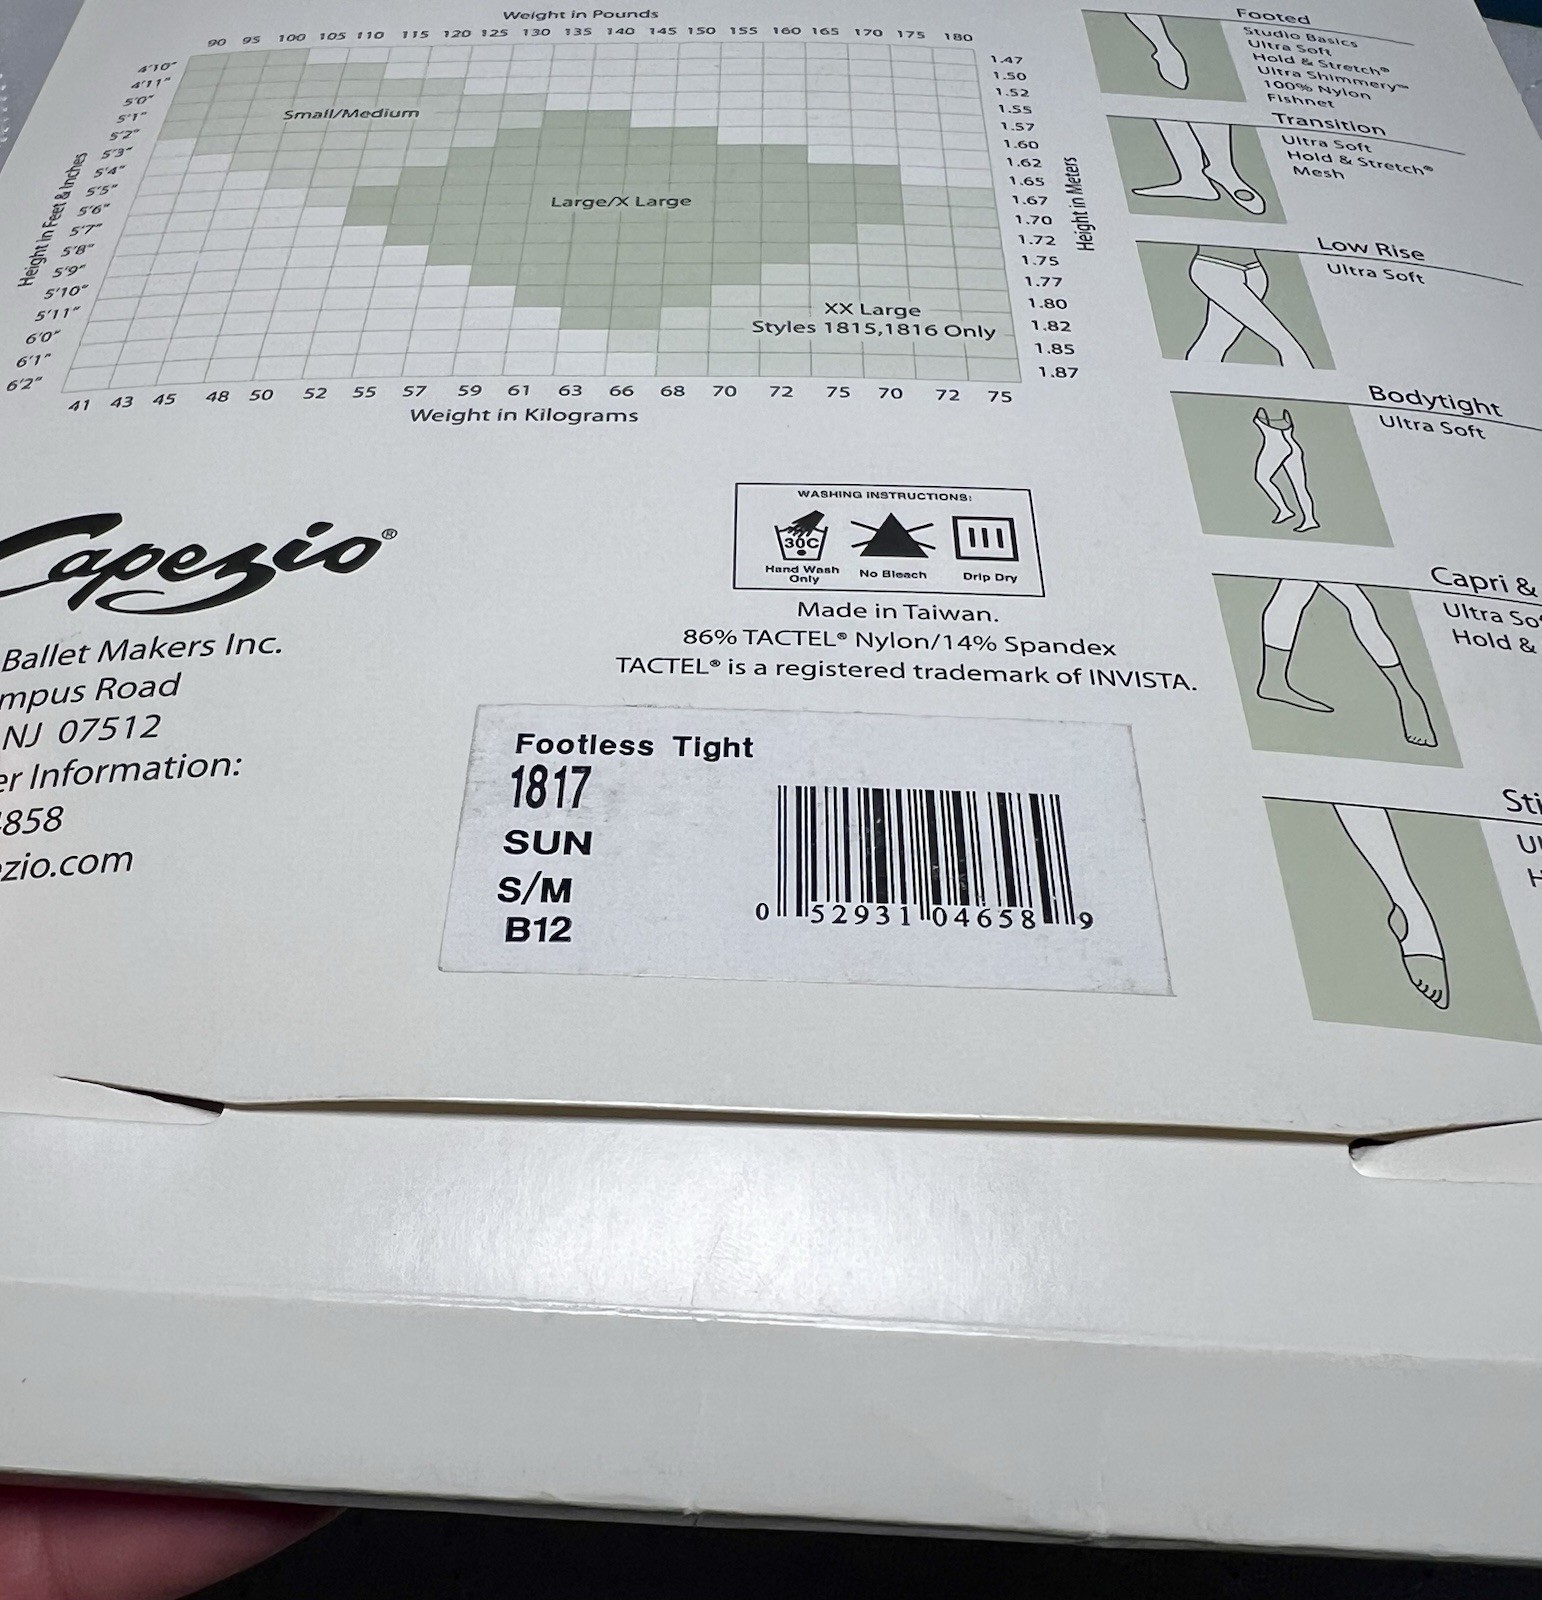 Weight in Pounds
90 95 100 105 110 115 120 125 130 135 140 145 150 155 160 165 170 175 180
Height in Feet & Inches
4'10"
4'11"
5'0"
5'1"
5'2"
5'3"
5'4"
5'5"
5'6"
5'7"
5'8"
5'9"
5'10"
5'11"
6'0"
6'1"
6'2"
Small/Medium
Large/X Large
XX Large
Styles 1815,1816 Only
1.47
1.50
1.52
1.55
1.57
1.60
1.62
1.65
1.67
1.70
1.72
1.75
1.77
1.80
1.82
1.85
1.87
Height in Meters
41 43 45 48 50 52 55 57 59 61 63 66 68 70 72 75 70 72 75
Weight in Kilograms
Footed
Studio Basics
Ultra Soft
Hold & Stretch®
Ultra Shimmery™
100% Nylon
Fishnet
Transition
Ultra Soft
Hold & Stretch®
Mesh
Low Rise
Ultra Soft
Bodytight
Ultra Soft
Capri &
Ultra So
Hold &
Sti
Ul
H
Capezio®
Ballet Makers Inc.
mpus Road
NJ 07512
er Information:
858
ezio.com
WASHING INSTRUCTIONS:
30C
Hand Wash
Only
No Bleach
Drip Dry
Made in Taiwan.
86% TACTEL® Nylon/14% Spandex
TACTEL® is a registered trademark of INVISTA.
Footless Tight
1817
SUN
S/M
B12
0 52931 04658 9